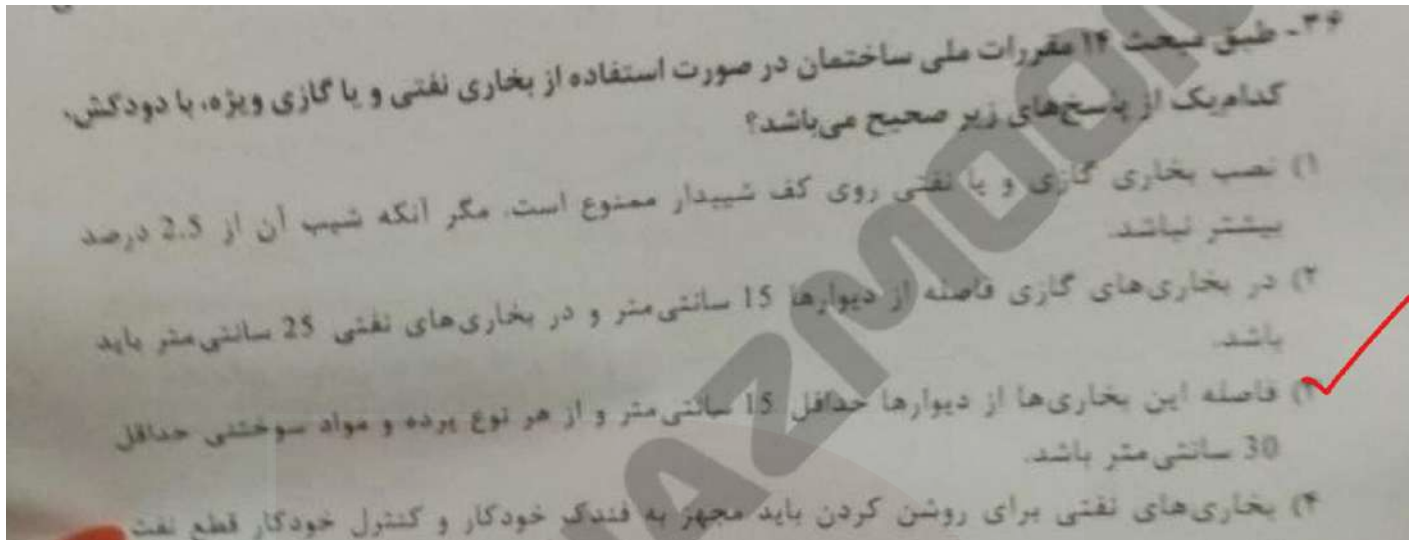 ۳۶- طبق مبحث ۱۴ مقررات ملی ساختمان در صورت استفاده از بخاری نفتی و یا گازی ویژه، با دودکش،
کدامیک از پاسخ‌های زیر صحیح می‌باشد؟
۱) نصب بخاری گازی و یا نفتی روی کف شیبدار ممنوع است. مگر آنکه شیب آن از 2.5 درصد
بیشتر نباشد.
۲) در بخاری‌های گازی فاصله از دیوارها 15 سانتی‌متر و در بخاری‌های نفتی 25 سانتی‌متر باید
باشد.
۳) فاصله این بخاری‌ها از دیوارها حداقل 15 سانتی‌متر و از هر نوع پرده و مواد سوختنی حداقل
30 سانتی‌متر باشد.
۴) بخاری‌های نفتی برای روشن کردن باید مجهز به فندک خودکار و کنترل خودکار قطع نفت
AZMOON